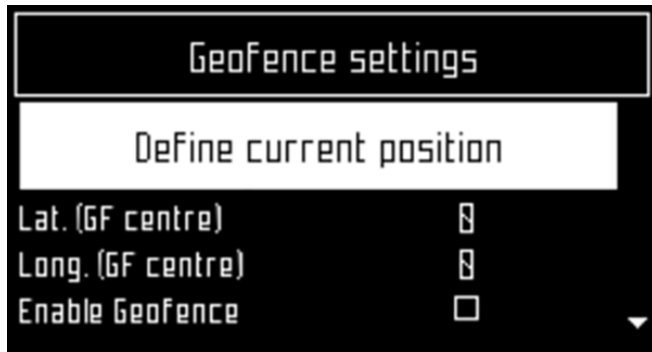 Geofence settings
Define current position
Lat. (GF centre) 0
Long. (GF centre) 0
Enable Geofence